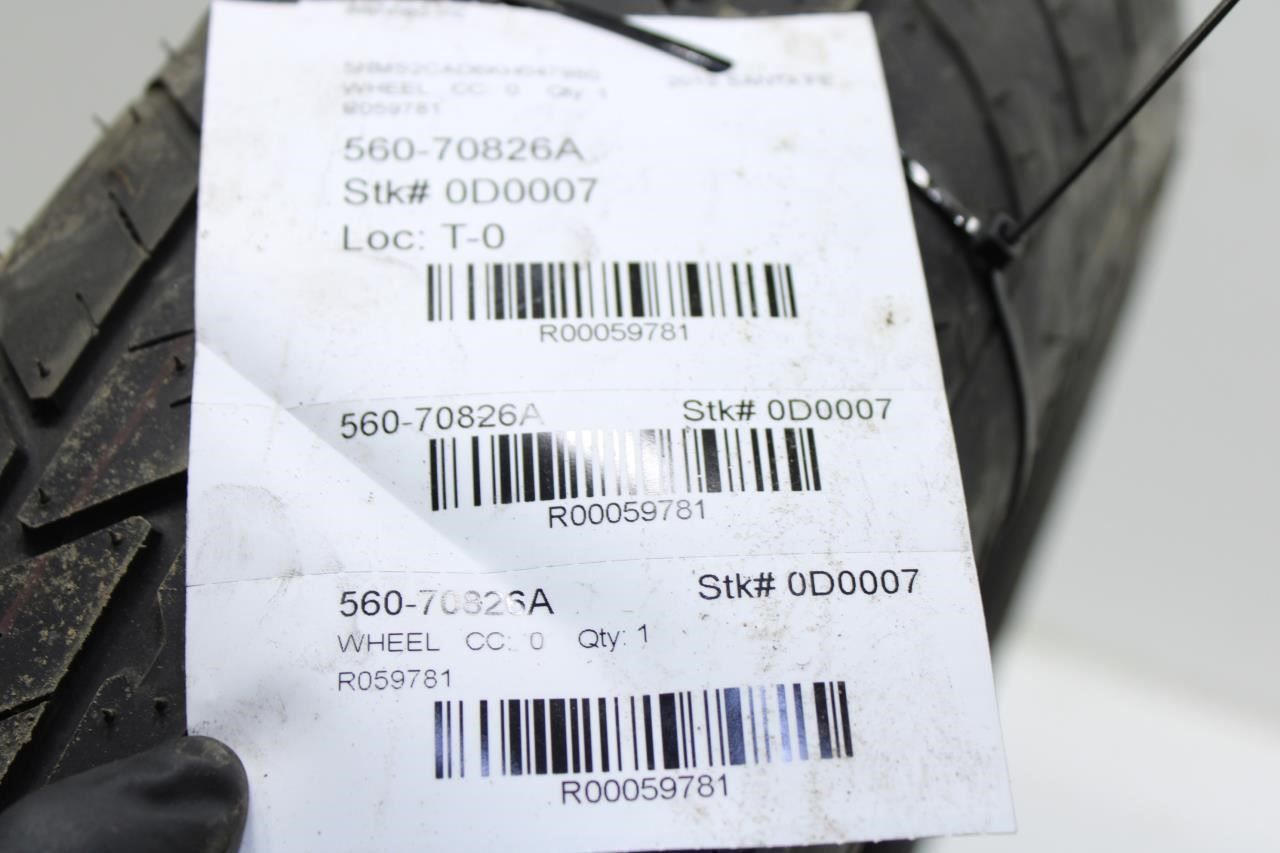 WHEEL CC: 0 Qty: 1
R059781
560-70826A
Stk# 0D0007
Loc: T-0
R00059781
560-70826A Stk# 0D0007
R00059781
560-70826A Stk# 0D0007
WHEEL CC: 0 Qty: 1
R059781
R00059781